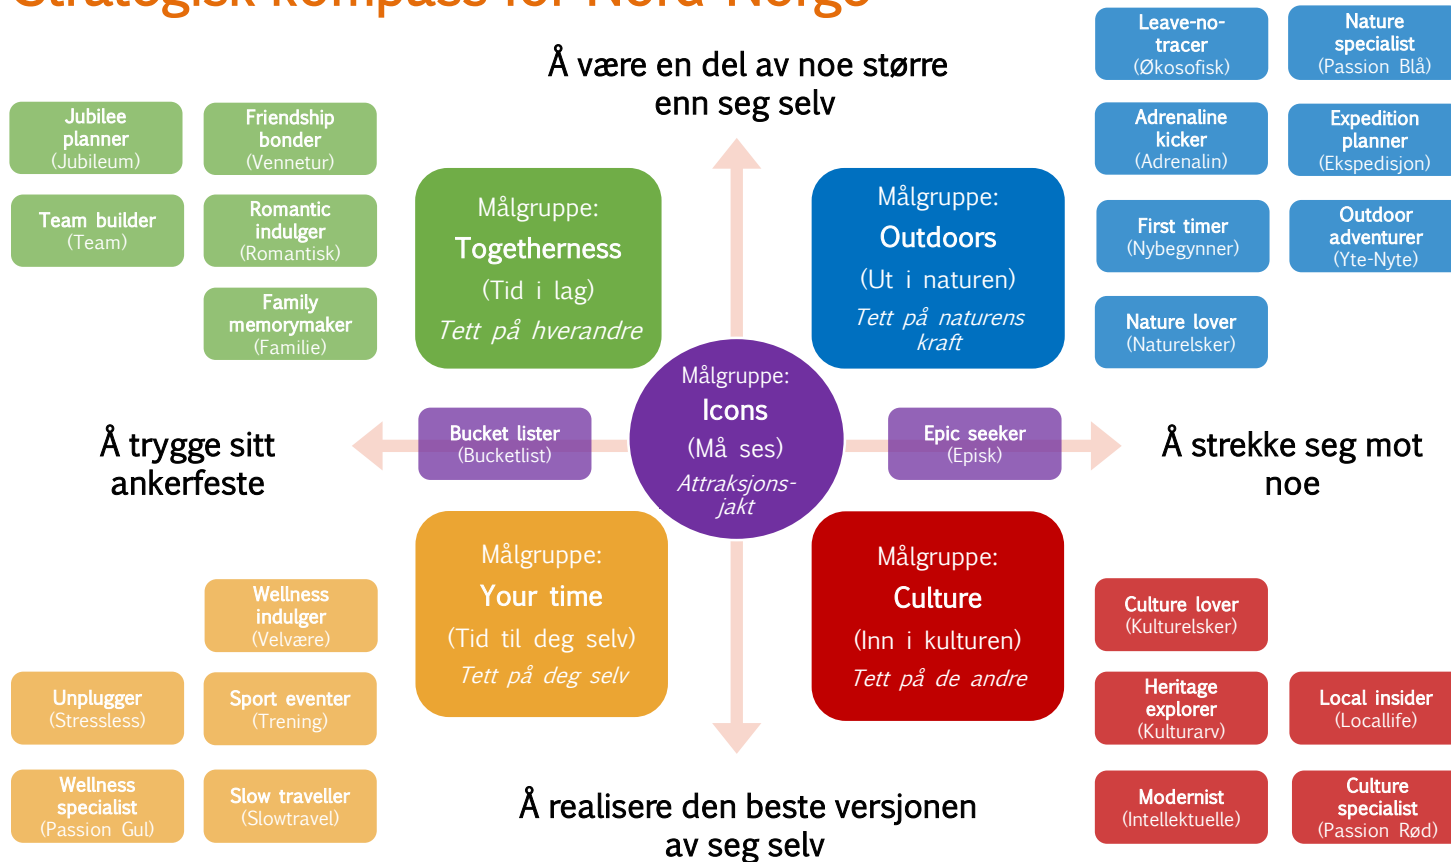 Strategisk kompass for Nord-Norge
Å være en del av noe større
enn seg selv
Jubilee
planner
(Jubileum)
Friendship
bonder
(Vennetur)
Team builder
(Team)
Romantic
indulger
(Romantisk)
Family
memorymaker
(Familie)
Målgruppe:
Togetherness
(Tid i lag)
Tett på hverandre
Målgruppe:
Outdoors
(Ut i naturen)
Tett på naturens
kraft
Leave-no-
tracer
(Økosofisk)
Nature
specialist
(Passion Blå)
Adrenaline
kicker
(Adrenalin)
Expedition
planner
(Ekspedisjon)
First timer
(Nybegynner)
Outdoor
adventurer
(Yte-Nyte)
Nature lover
(Naturelsker)
Å trygge sitt
ankerfeste
Bucket lister
(Bucketlist)
Målgruppe:
Icons
(Må ses)
Attraksjons-
jakt
Epic seeker
(Episk)
Å strekke seg mot
noe
Wellness
indulger
(Velvære)
Unplugger
(Stressless)
Sport eventer
(Trening)
Wellness
specialist
(Passion Gul)
Slow traveller
(Slowtravel)
Målgruppe:
Your time
(Tid til deg selv)
Tett på deg selv
Målgruppe:
Culture
(Inn i kulturen)
Tett på de andre
Culture lover
(Kulturelsker)
Heritage
explorer
(Kulturarv)
Local insider
(Locallife)
Modernist
(Intellektuelle)
Culture
specialist
(Passion Rød)
Å realisere den beste versjonen
av seg selv